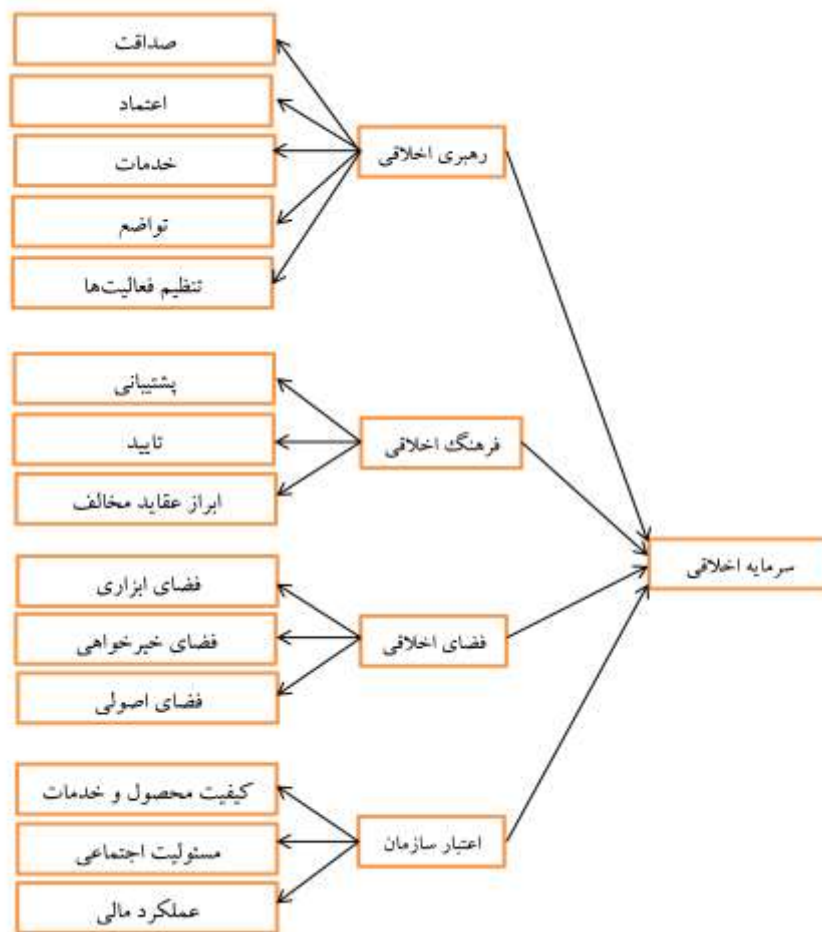 صداقت
اعتماد
خدمات
تواضع
تنظیم فعالیت‌ها
رهبری اخلاقی
پشتیبانی
تایید
ابراز عقاید مخالف
فرهنگ اخلاقی
فضای ابزاری
فضای خیرخواهی
فضای اصولی
فضای اخلاقی
کیفیت محصول و خدمات
مسئولیت اجتماعی
عملکرد مالی
اعتبار سازمان
سرمایه اخلاقی